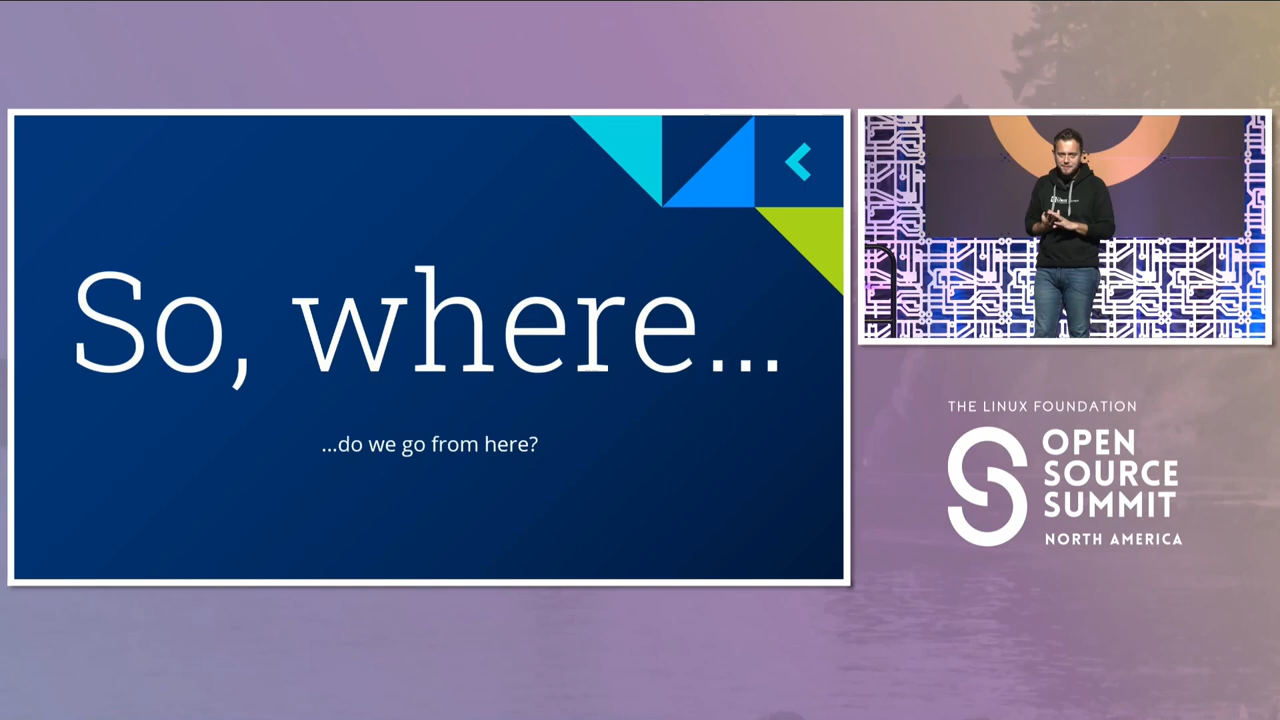 So, where...
...do we go from here?
THE LINUX FOUNDATION
OPEN
SOURCE
SUMMIT
NORTH AMERICA